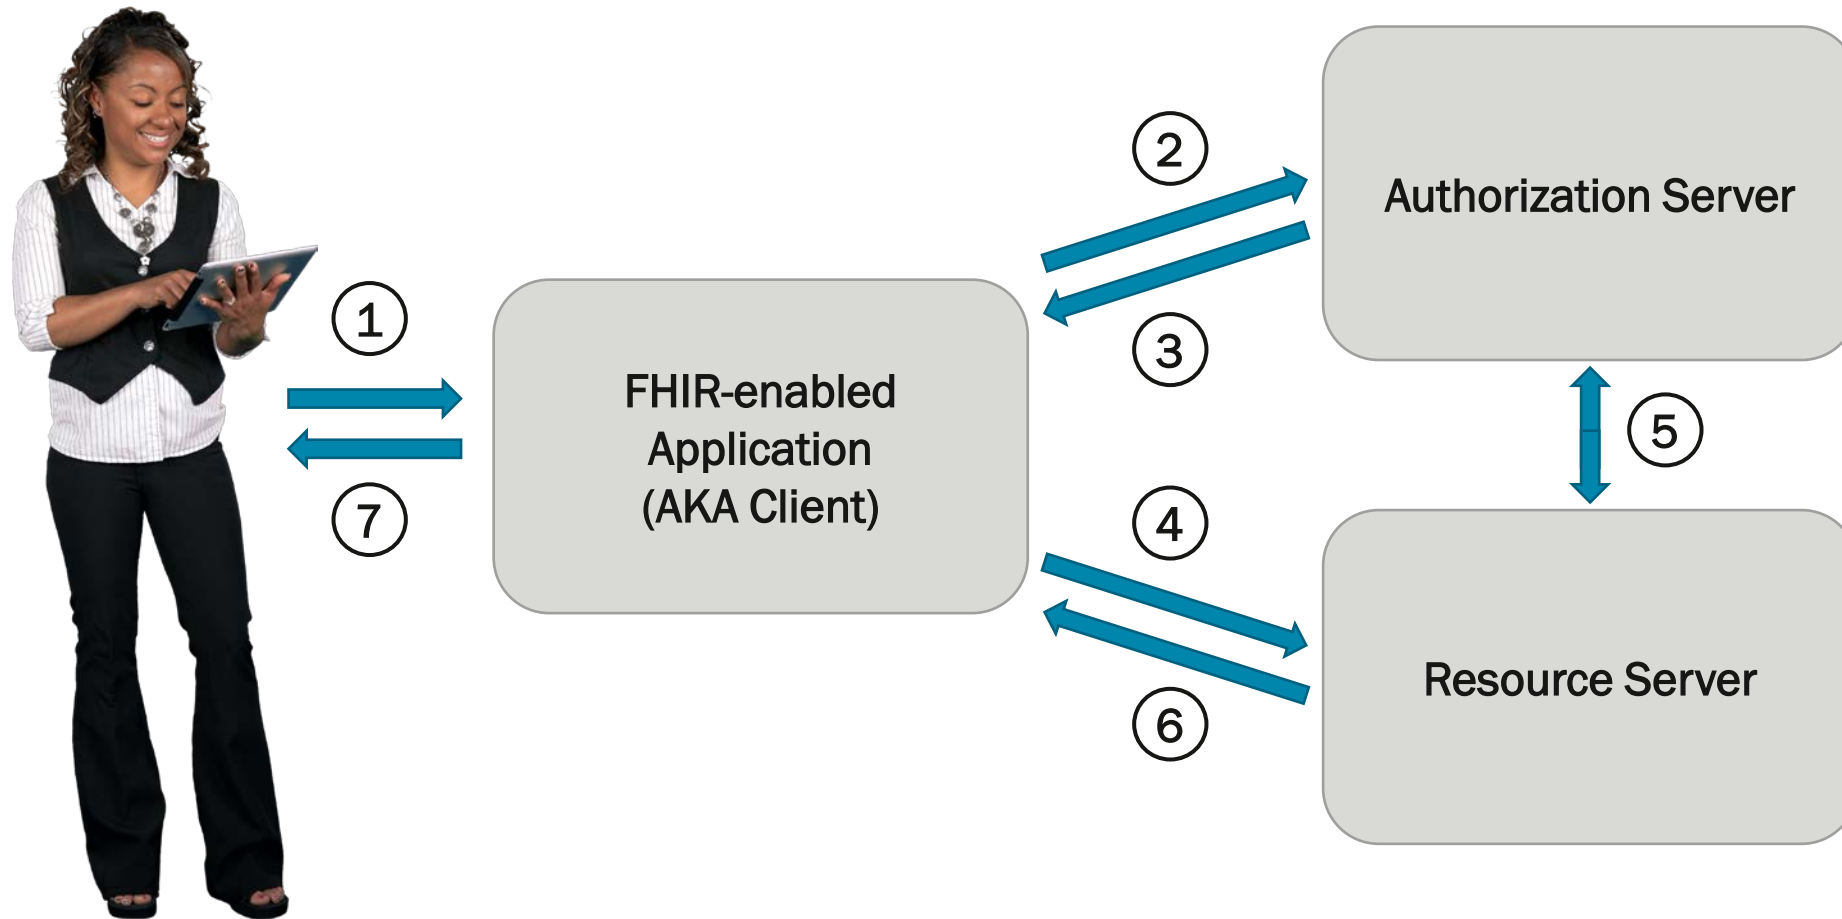 2
Authorization Server
1
3
FHIR-enabled
Application
(AKA Client)
5
7
4
Resource Server
6